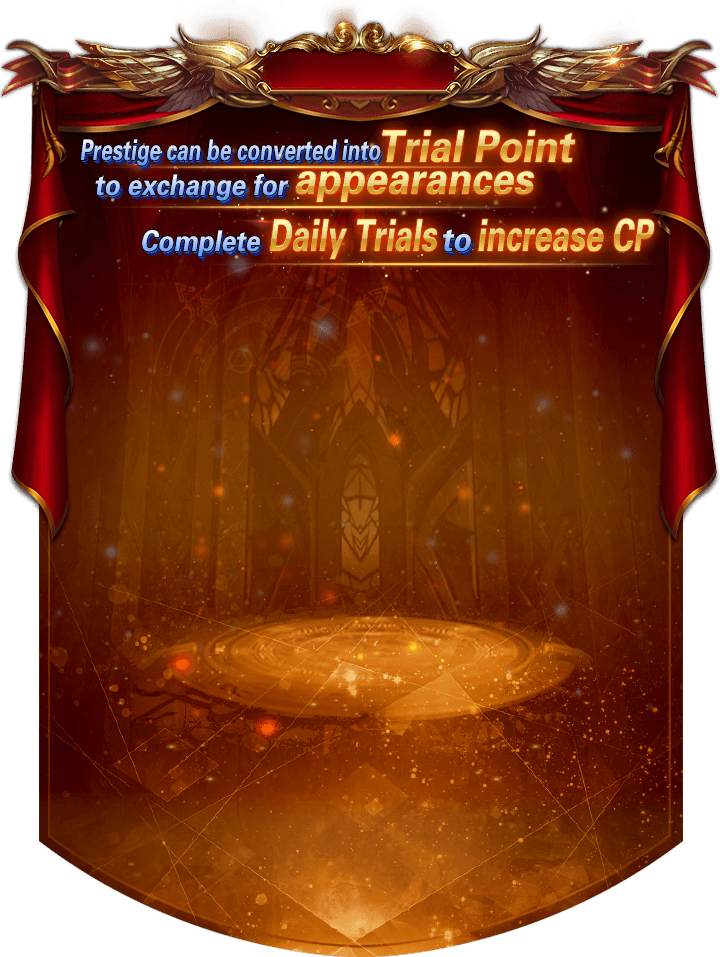 Prestige can be converted into Trial Point
to exchange for appearances
Complete Daily Trials to increase CP